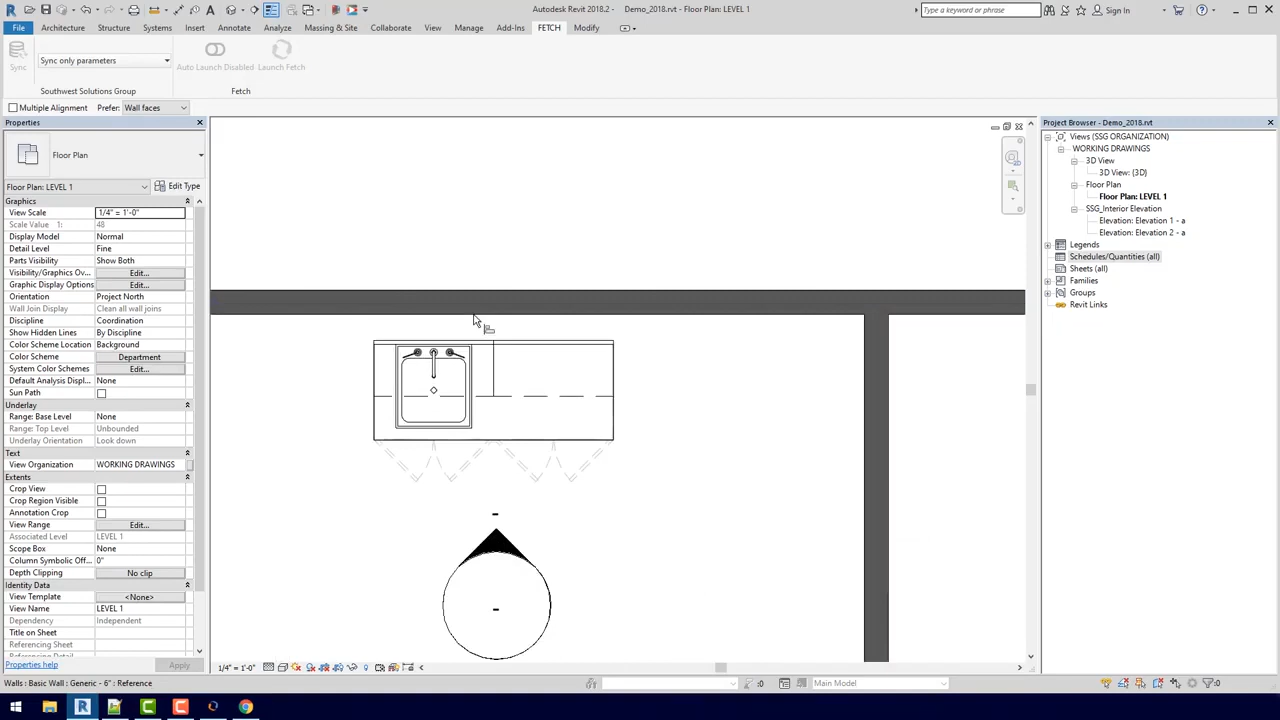 Autodesk Revit 2018.2 - Demo_2018.rvt - Floor Plan: LEVEL 1
Type a keyword or phrase
Sign In
File Architecture Structure Systems Insert Annotate Analyze Massing & Site Collaborate View Manage Add-Ins FETCH Modify
Sync
Sync only parameters
Auto Launch Disabled
Launch Fetch
Southwest Solutions Group
Fetch
Multiple Alignment Prefer: Wall faces
Properties
Floor Plan
Floor Plan: LEVEL 1
Edit Type
Graphics
View Scale 1/4" = 1'-0"
Scale Value 1: 48
Display Model Normal
Detail Level Fine
Parts Visibility Show Both
Visibility/Graphics Ov... Edit...
Graphic Display Options Edit...
Orientation Project North
Wall Join Display Clean all wall joins
Discipline Coordination
Show Hidden Lines By Discipline
Color Scheme Location Background
Color Scheme Department
System Color Schemes Edit...
Default Analysis Displ... None
Sun Path
Underlay
Range: Base Level None
Range: Top Level Unbounded
Underlay Orientation Look down
Text
View Organization WORKING DRAWINGS
Extents
Crop View
Crop Region Visible
Annotation Crop
View Range Edit...
Associated Level LEVEL 1
Scope Box None
Column Symbolic Off... 0"
Depth Clipping No clip
Identity Data
View Template <None>
View Name LEVEL 1
Dependency Independent
Title on Sheet
Referencing Sheet
Properties help
Apply
1/4" = 1'-0"
Project Browser - Demo_2018.rvt
Views (SSG ORGANIZATION)
WORKING DRAWINGS
3D View
3D View: {3D}
Floor Plan
Floor Plan: LEVEL 1
SSG_Interior Elevation
Elevation: Elevation 1 - a
Elevation: Elevation 2 - a
Legends
Schedules/Quantities (all)
Sheets (all)
Families
Groups
Revit Links
Walls : Basic Wall : Generic - 6" : Reference
:0
Main Model
:0